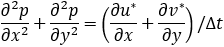 ∂²p/∂x² + ∂²p/∂y² = (∂u*/∂x + ∂v*/∂y) /Δt